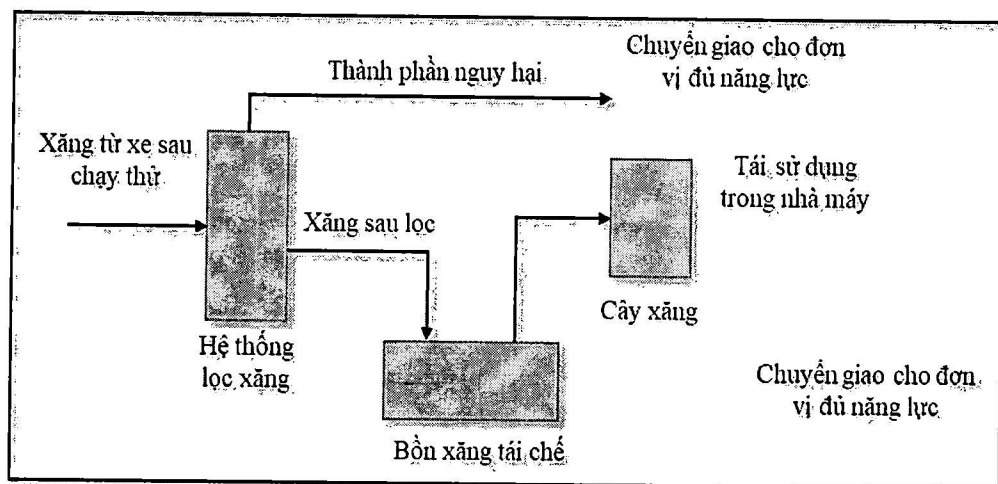 Chuyển giao cho đơn
vị đủ năng lực
Thành phần nguy hại
Xăng từ xe sau
chạy thử
Tái sử dụng
trong nhà máy
Xăng sau lọc
Cây xăng
Hệ thống
lọc xăng
Chuyển giao cho đơn
vị đủ năng lực
Bồn xăng tái chế